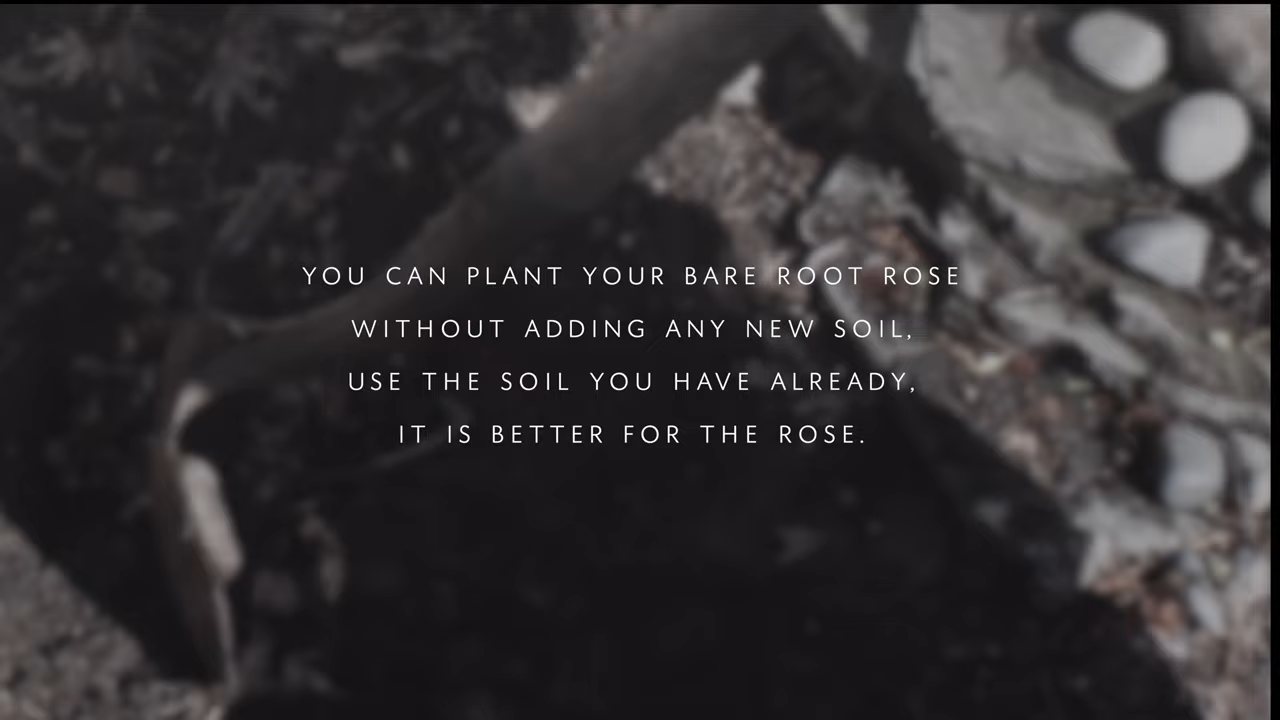 YOU CAN PLANT YOUR BARE ROOT ROSE
WITHOUT ADDING ANY NEW SOIL,
USE THE SOIL YOU HAVE ALREADY,
IT IS BETTER FOR THE ROSE.